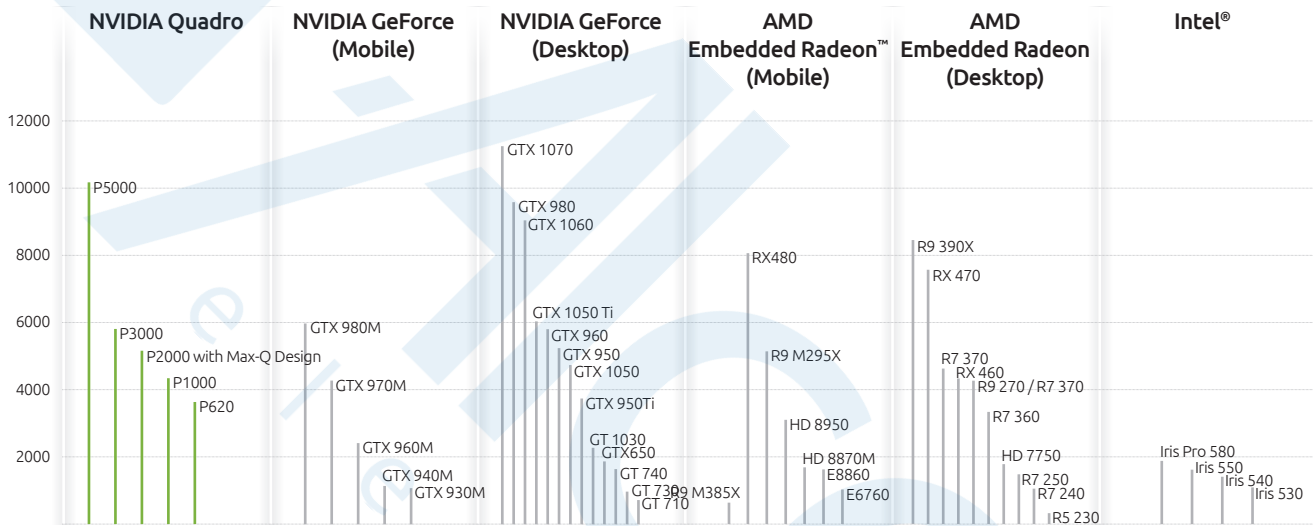 NVIDIA Quadro
NVIDIA GeForce
(Mobile)
NVIDIA GeForce
(Desktop)
AMD
Embedded Radeon™
(Mobile)
AMD
Embedded Radeon
(Desktop)
Intel®
12000
10000
8000
6000
4000
2000
P5000
P3000
P2000 with Max-Q Design
P1000
P620
GTX 980M
GTX 970M
GTX 960M
GTX 940M
GTX 930M
GTX 1070
GTX 980
GTX 1060
GTX 1050 Ti
GTX 960
GTX 950
GTX 1050
GTX 950Ti
GT 1030
GTX650
GT 740
GT 730
GT 710
R9 M385X
RX480
R9 M295X
HD 8950
HD 8870M
E8860
E6760
R9 390X
RX 470
R7 370
RX 460
R9 270 / R7 370
R7 360
HD 7750
R7 250
R7 240
R5 230
Iris Pro 580
Iris 550
Iris 540
Iris 530